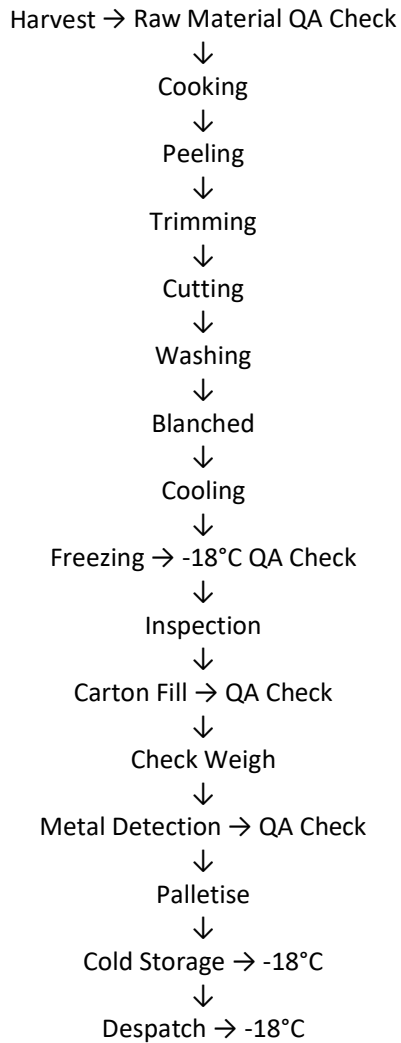 Harvest → Raw Material QA Check
↓
Cooking
↓
Peeling
↓
Trimming
↓
Cutting
↓
Washing
↓
Blanched
↓
Cooling
↓
Freezing → -18°C QA Check
↓
Inspection
↓
Carton Fill → QA Check
↓
Check Weigh
↓
Metal Detection → QA Check
↓
Palletise
↓
Cold Storage → -18°C
↓
Despatch → -18°C